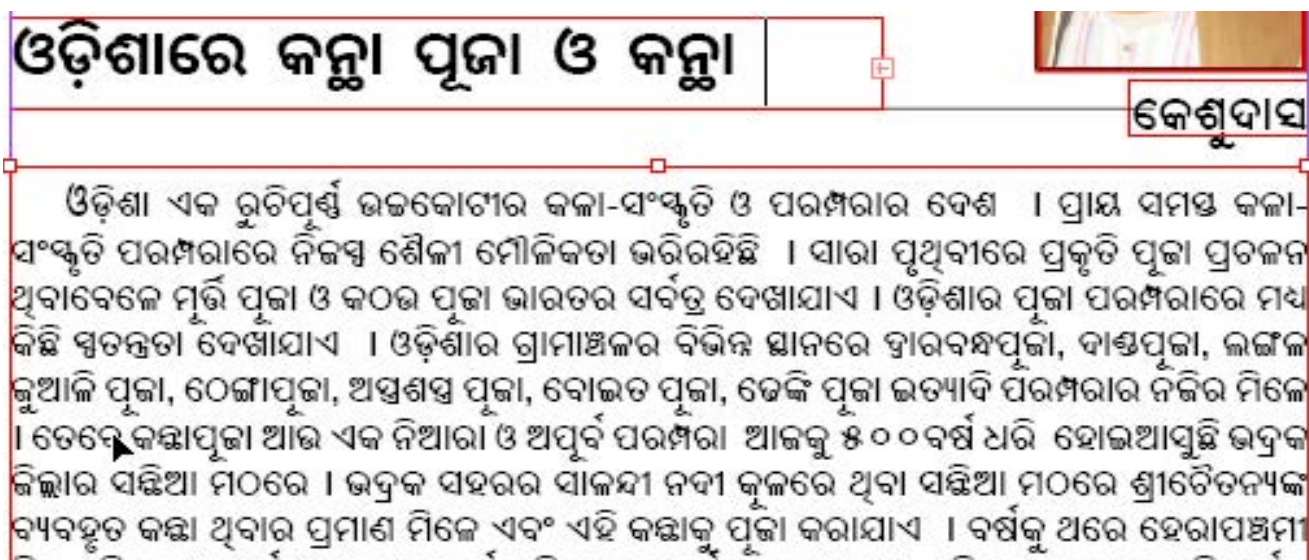 ଓଡ଼ିଶାରେ କନ୍ଥା ପୂଜା ଓ କନ୍ଥା
କେଶୁଦାସ
ଓଡ଼ିଶା ଏକ ରୁଚିପୂର୍ଣ୍ଣ ଉଚ୍ଚକୋଟୀର କଳା-ସଂସ୍କୃତି ଓ ପରମ୍ପରାର ଦେଶ । ପ୍ରାୟ ସମସ୍ତ କଳା-
ସଂସ୍କୃତି ପରମ୍ପରାରେ ନିଜସ୍ୱ ଶୈଳୀ ମୌଳିକତା ଭରିରହିଛି । ସାରା ପୃଥିବୀରେ ପ୍ରକୃତି ପୂଜା ପ୍ରଚଳନ
ଥିବାବେଳେ ମୂର୍ତ୍ତି ପୂଜା ଓ କଠଉ ପୂଜା ଭାରତର ସର୍ବତ୍ର ଦେଖାଯାଏ । ଓଡ଼ିଶାର ପୂଜା ପରମ୍ପରାରେ ମଧ୍ୟ
କିଛି ସ୍ୱତନ୍ତ୍ରତା ଦେଖାଯାଏ । ଓଡ଼ିଶାର ଗ୍ରାମାଞ୍ଚଳର ବିଭିନ୍ନ ସ୍ଥାନରେ ଦ୍ୱାରବନ୍ଧପୂଜା, ଦାଣ୍ଡପୂଜା, ଲଙ୍ଗଳ
ଜୁଆଳି ପୂଜା, ଠେଙ୍ଗାପୂଜା, ଅସ୍ତ୍ରଶସ୍ତ୍ର ପୂଜା, ବୋଇତ ପୂଜା, ଢେଙ୍କି ପୂଜା ଇତ୍ୟାଦି ପରମ୍ପରାର ନଜିର ମିଳେ
। ତେବେ କନ୍ଥାପୂଜା ଆଉ ଏକ ନିଆରା ଓ ଅପୂର୍ବ ପରମ୍ପରା ଆଜକୁ ୫୦୦ବର୍ଷ ଧରି ହୋଇଆସୁଛି ଭଦ୍ରକ
ଜିଲ୍ଲାର ସନ୍ଥିଆ ମଠରେ । ଭଦ୍ରକ ସହରର ସାଳନ୍ଦୀ ନଦୀ କୂଳରେ ଥିବା ସନ୍ଥିଆ ମଠରେ ଶ୍ରୀଚୈତନ୍ୟଙ୍କ
ବ୍ୟବହୃତ କନ୍ଥା ଥିବାର ପ୍ରମାଣ ମିଳେ ଏବଂ ଏହି କନ୍ଥାକୁ ପୂଜା କରାଯାଏ । ବର୍ଷକୁ ଥରେ ହେରାପଞ୍ଚମୀ